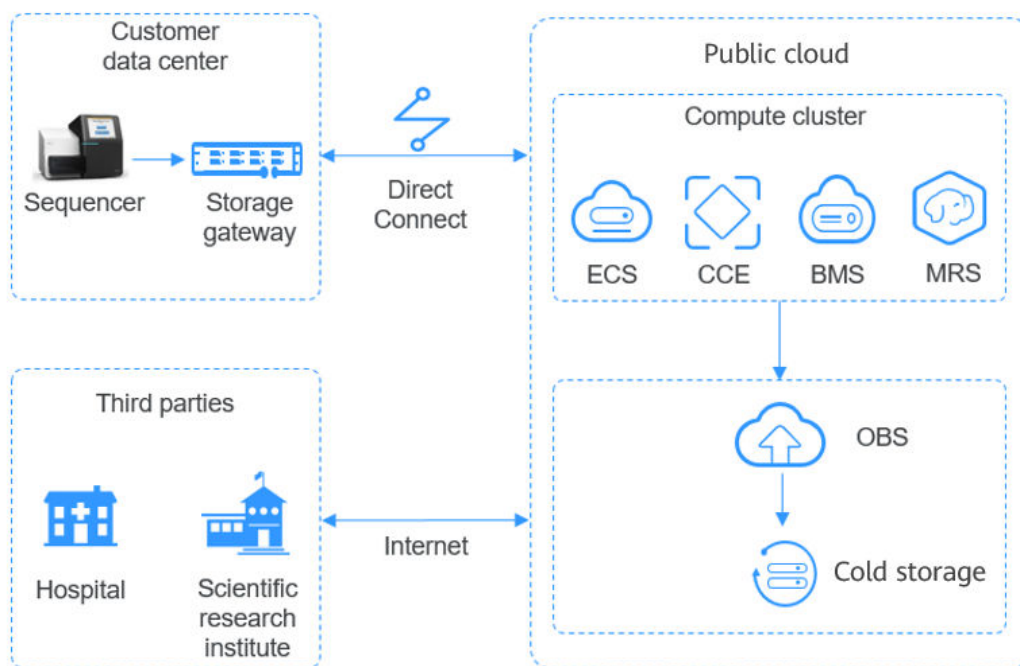 Customer
data center
Sequencer
Storage
gateway
Direct
Connect
Public cloud
Compute cluster
ECS
CCE
BMS
MRS
Third parties
Hospital
Scientific
research
institute
Internet
OBS
Cold storage